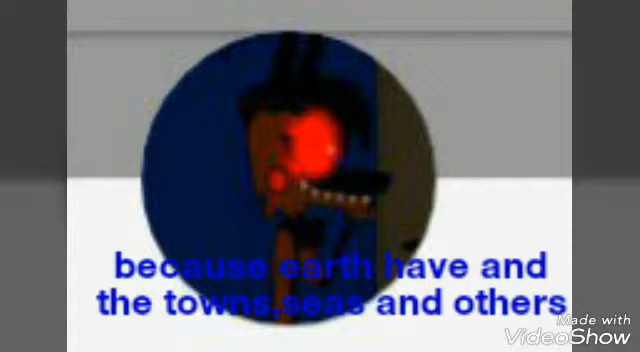 because earth have and
the towns,seas and others
Made with
VideoShow